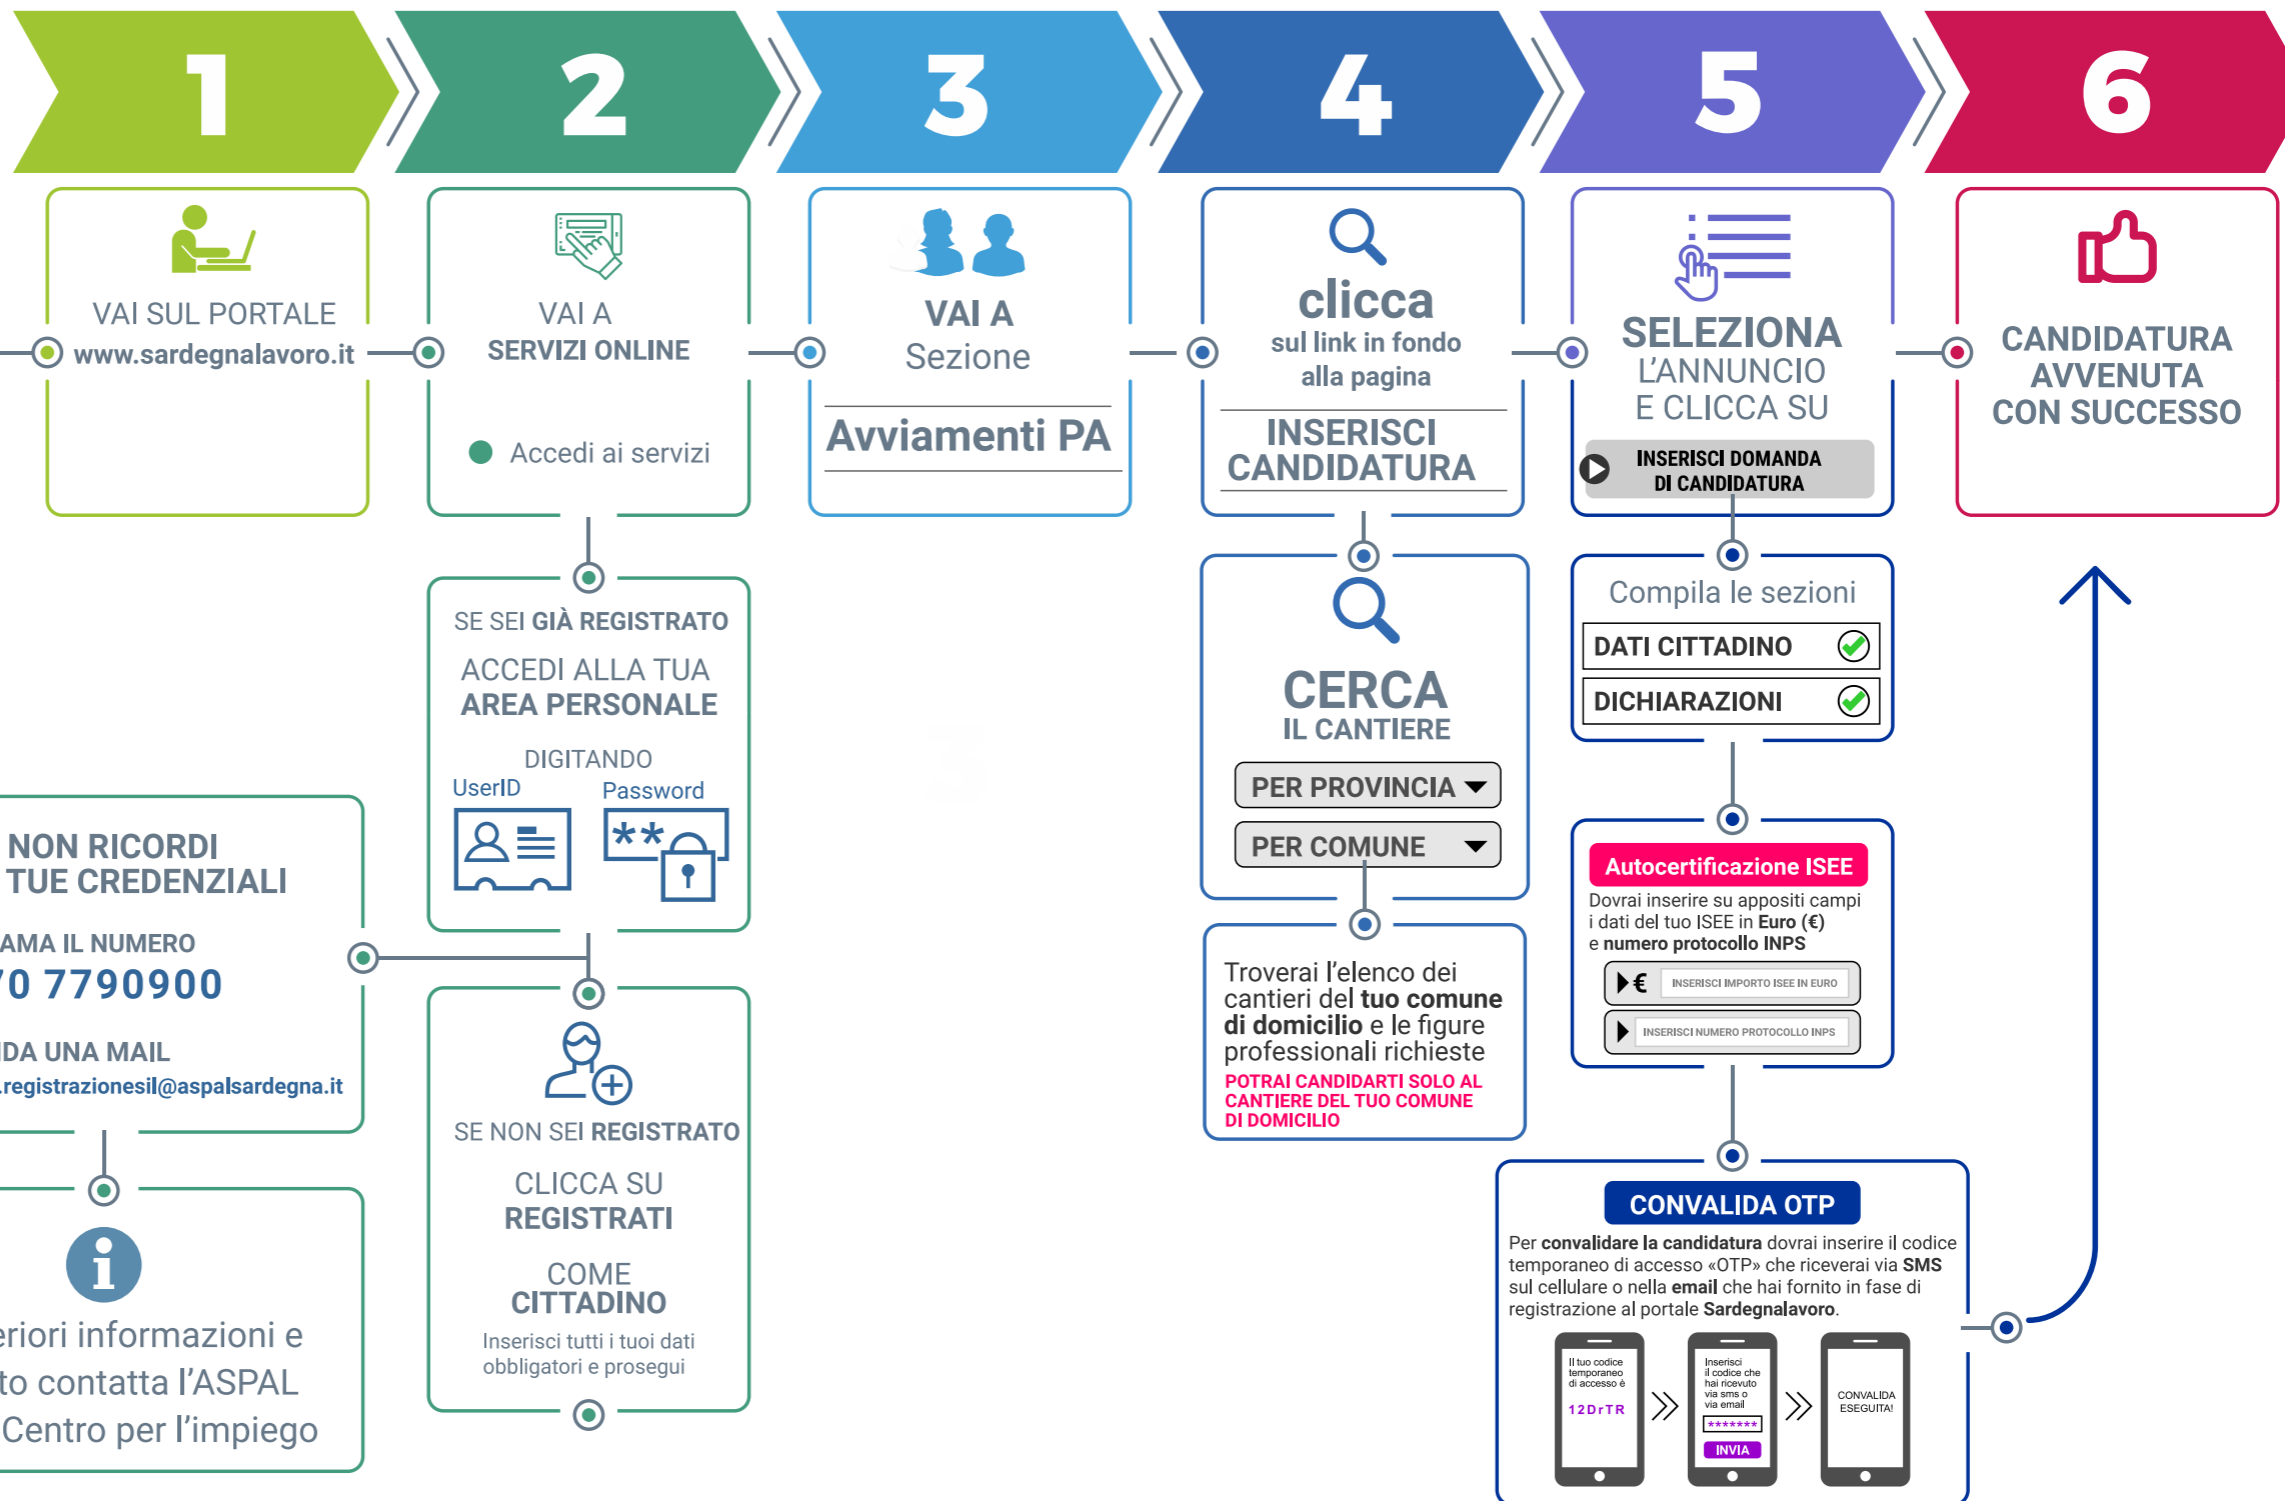 1
2
3
4
5
6
VAI SUL PORTALE
www.sardegnalavoro.it
VAI A
SERVIZI ONLINE
Accedi ai servizi
SE SEI GIÀ REGISTRATO
ACCEDI ALLA TUA
AREA PERSONALE
DIGITANDO
UserID
Password
**
NON RICORDI
TUE CREDENZIALI
AMA IL NUMERO
70 7790900
DA UNA MAIL
.registrazionesil@aspalsardegna.it
i
eriori informazioni e
to contatta l'ASPAL
Centro per l'impiego
SE NON SEI REGISTRATO
CLICCA SU
REGISTRATI
COME
CITTADINO
Inserisci tutti i tuoi dati
obbligatori e prosegui
VAI A
Sezione
Avviamenti PA
clicca
sul link in fondo
alla pagina
INSERISCI
CANDIDATURA
CERCA
IL CANTIERE
PER PROVINCIA
PER COMUNE
Troverai l'elenco dei
cantieri del tuo comune
di domicilio e le figure
professionali richieste
POTRAI CANDIDARTI SOLO AL
CANTIERE DEL TUO COMUNE
DI DOMICILIO
SELEZIONA
L'ANNUNCIO
E CLICCA SU
INSERISCI DOMANDA
DI CANDIDATURA
Compila le sezioni
DATI CITTADINO
DICHIARAZIONI
Autocertificazione ISEE
Dovrai inserire su appositi campi
i dati del tuo ISEE in Euro (€)
e numero protocollo INPS
€ INSERISCI IMPORTO ISEE IN EURO
INSERISCI NUMERO PROTOCOLLO INPS
CONVALIDA OTP
Per convalidare la candidatura dovrai inserire il codice
temporaneo di accesso «OTP» che riceverai via SMS
sul cellulare o nella email che hai fornito in fase di
registrazione al portale Sardegnalavoro.
Il tuo codice
temporaneo
di accesso è
12DrTR
Inserisci
il codice che
hai ricevuto
via sms o
via email
*******
INVIA
CONVALIDA
ESEGUITA!
CANDIDATURA
AVVENUTA
CON SUCCESSO